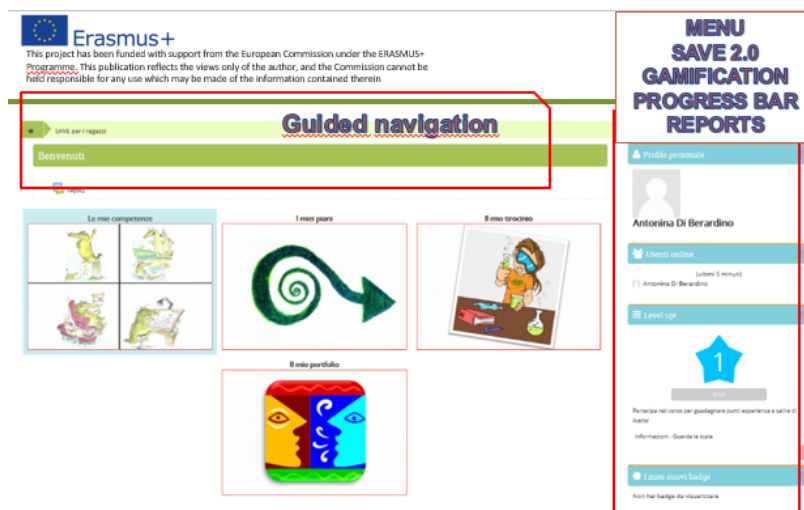 Erasmus+
This project has been funded with support from the European Commission under the ERASMUS+
Programme. This publication reflects the views only of the author, and the Commission cannot be
held responsible for any use which may be made of the information contained therein
MENU
SAVE 2.0
GAMIFICATION
PROGRESS BAR
REPORTS
Guided navigation
SAVE per i ragazzi
Benvenuti
News
Le mie competenze
I miei piani
Il mio tirocinio
Il mio portfolio
Profilo personale
Antonina Di Berardino
Utenti online
(ultimi 5 minuti)
Antonina Di Berardino
Level up!
1
Partecipa nel corso per guadagnare punti esperienza e salire di
livello!
Informazioni - Guarda la scala
I miei nuovi badge
Non hai badge da visualizzare